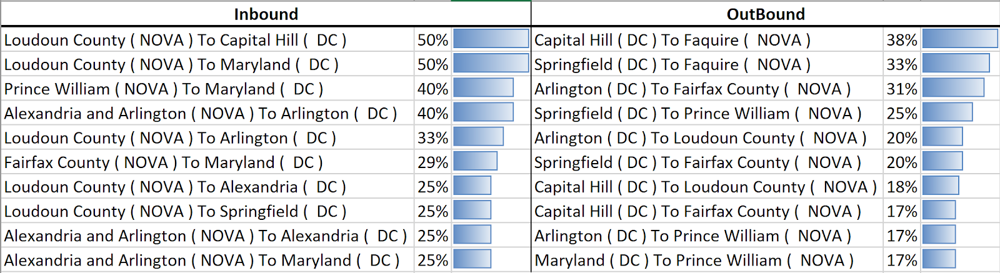 Inbound OutBound
Loudoun County ( NOVA ) To Capital Hill (  DC ) 50% Capital Hill ( DC ) To Faquire (  NOVA ) 38%
Loudoun County ( NOVA ) To Maryland (  DC ) 50% Springfield ( DC ) To Faquire (  NOVA ) 33%
Prince William ( NOVA ) To Maryland (  DC ) 40% Arlington ( DC ) To Fairfax County (  NOVA ) 31%
Alexandria and Arlington ( NOVA ) To Arlington (  DC ) 40% Springfield ( DC ) To Prince William (  NOVA ) 25%
Loudoun County ( NOVA ) To Arlington (  DC ) 33% Arlington ( DC ) To Loudoun County (  NOVA ) 20%
Fairfax County ( NOVA ) To Maryland (  DC ) 29% Springfield ( DC ) To Fairfax County (  NOVA ) 20%
Loudoun County ( NOVA ) To Alexandria (  DC ) 25% Capital Hill ( DC ) To Loudoun County (  NOVA ) 18%
Loudoun County ( NOVA ) To Springfield (  DC ) 25% Capital Hill ( DC ) To Fairfax County (  NOVA ) 17%
Alexandria and Arlington ( NOVA ) To Alexandria (  DC ) 25% Arlington ( DC ) To Prince William (  NOVA ) 17%
Alexandria and Arlington ( NOVA ) To Maryland (  DC ) 25% Maryland ( DC ) To Prince William (  NOVA ) 17%